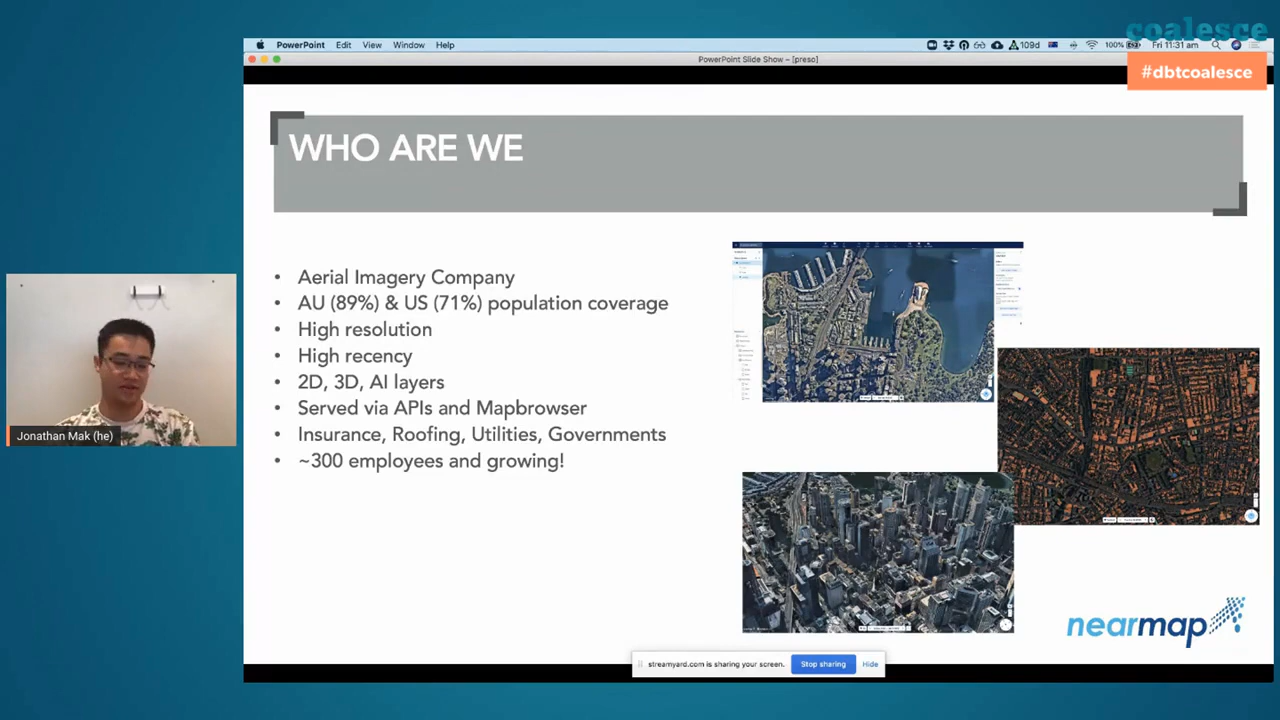 coalesce
PowerPoint Edit View Window Help
109d 100% Fri 11:31 am
PowerPoint Slide Show – [preso]
#dbtcoalesce
WHO ARE WE
• Aerial Imagery Company
• AU (89%) & US (71%) population coverage
• High resolution
• High recency
• 2D, 3D, AI layers
• Served via APIs and Mapbrowser
• Insurance, Roofing, Utilities, Governments
• ~300 employees and growing!
Jonathan Mak (he)
nearmap
streamyard.com is sharing your screen. Stop sharing Hide